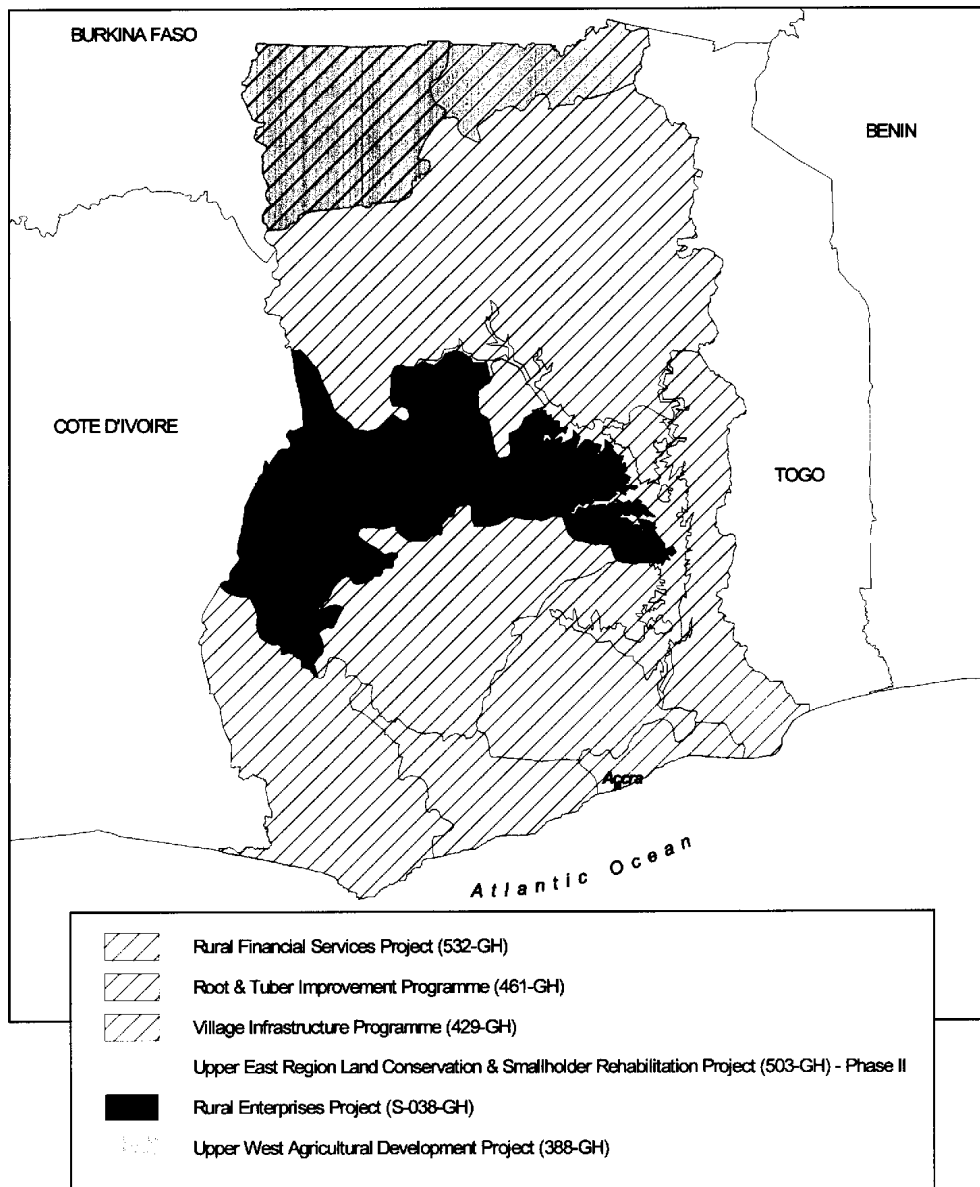 BURKINA FASO
BENIN
COTE D'IVOIRE
TOGO
Accra
Atlantic Ocean
Rural Financial Services Project (532-GH)
Root & Tuber Improvement Programme (461-GH)
Village Infrastructure Programme (429-GH)
Upper East Region Land Conservation & Smallholder Rehabilitation Project (503-GH) - Phase II
Rural Enterprises Project (S-038-GH)
Upper West Agricultural Development Project (388-GH)